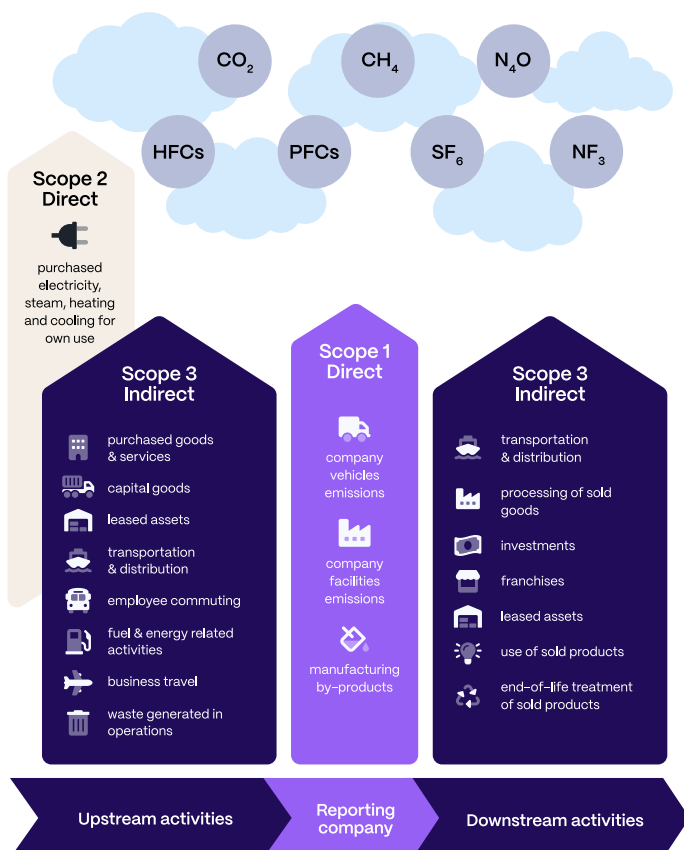 CO₂
CH₄
N₄O
HFCs
PFCs
SF₆
NF₃
Scope 2
Direct
purchased
electricity,
steam, heating
and cooling for
own use
Scope 3
Indirect
purchased goods
& services
capital goods
leased assets
transportation
& distribution
employee commuting
fuel & energy related
activities
business travel
waste generated in
operations
Scope 1
Direct
company
vehicles
emissions
company
facilities
emissions
manufacturing
by-products
Scope 3
Indirect
transportation
& distribution
processing of sold
goods
investments
franchises
leased assets
use of sold products
end-of-life treatment
of sold products
Upstream activities
Reporting
company
Downstream activities